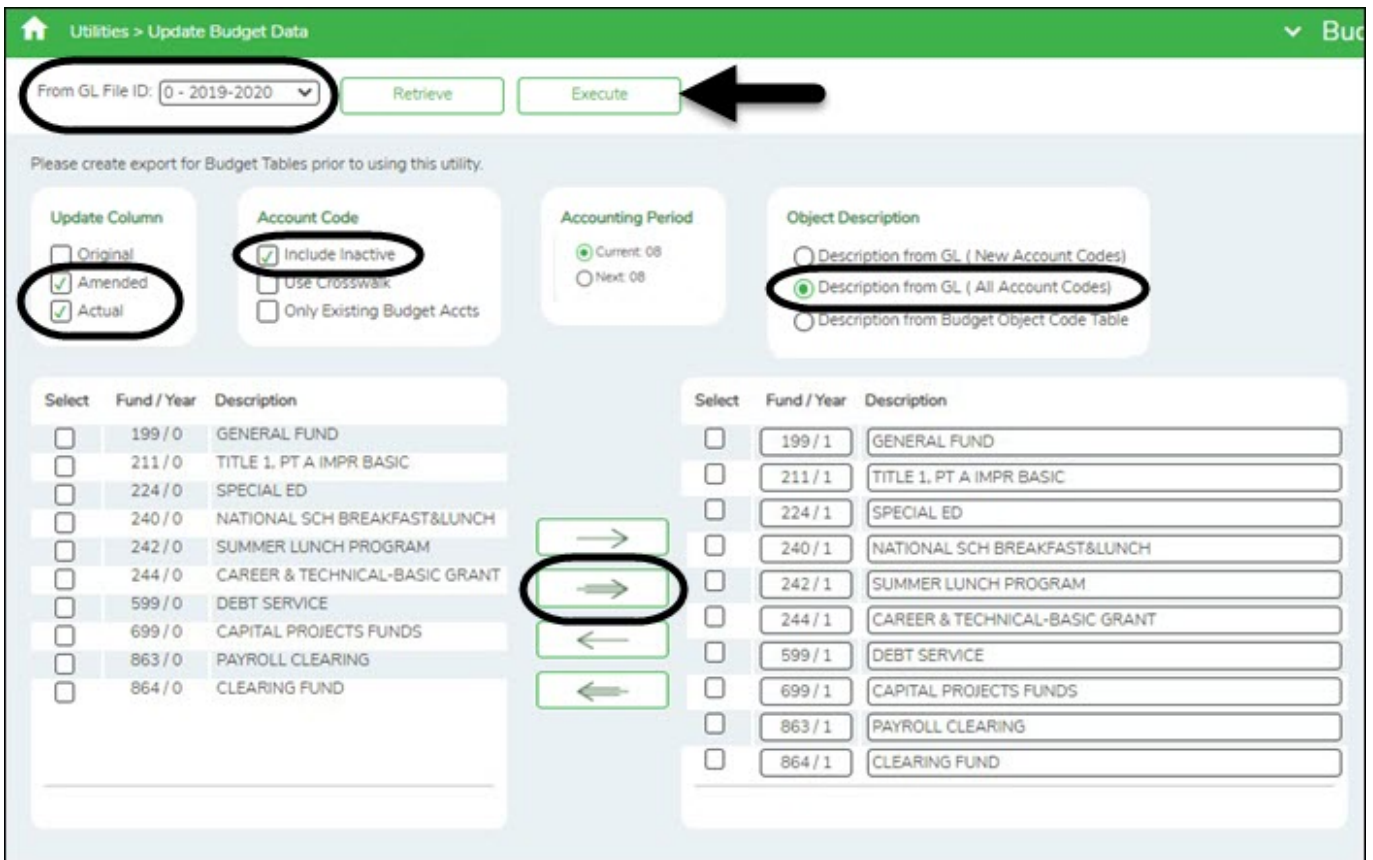 Utilities > Update Budget Data
Bud
From GL File ID: 0 - 2019-2020
Retrieve
Execute
Please create export for Budget Tables prior to using this utility.
Update Column
Original
Amended
Actual
Account Code
Include Inactive
Use Crosswalk
Only Existing Budget Accts
Accounting Period
Current: 08
Next: 08
Object Description
Description from GL ( New Account Codes)
Description from GL ( All Account Codes)
Description from Budget Object Code Table
Select Fund / Year Description
199 / 0 GENERAL FUND
211 / 0 TITLE 1, PT A IMPR BASIC
224 / 0 SPECIAL ED
240 / 0 NATIONAL SCH BREAKFAST&LUNCH
242 / 0 SUMMER LUNCH PROGRAM
244 / 0 CAREER & TECHNICAL-BASIC GRANT
599 / 0 DEBT SERVICE
699 / 0 CAPITAL PROJECTS FUNDS
863 / 0 PAYROLL CLEARING
864 / 0 CLEARING FUND
Select Fund / Year Description
199 / 1 GENERAL FUND
211 / 1 TITLE 1, PT A IMPR BASIC
224 / 1 SPECIAL ED
240 / 1 NATIONAL SCH BREAKFAST&LUNCH
242 / 1 SUMMER LUNCH PROGRAM
244 / 1 CAREER & TECHNICAL-BASIC GRANT
599 / 1 DEBT SERVICE
699 / 1 CAPITAL PROJECTS FUNDS
863 / 1 PAYROLL CLEARING
864 / 1 CLEARING FUND